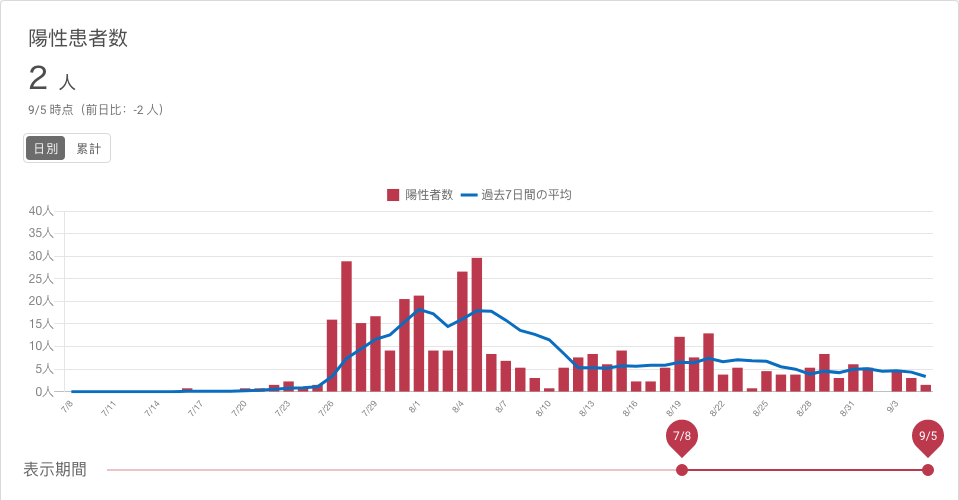 陽性患者数
2 人
9/5 時点（前日比：-2 人）
日別 累計
陽性者数 過去7日間の平均
40人
35人
30人
25人
20人
15人
10人
5人
0人
7/8 7/11 7/14 7/17 7/20 7/23 7/26 7/29 8/1 8/4 8/7 8/10 8/13 8/16 8/19 8/22 8/25 8/28 8/31 9/3
7/8 9/5
表示期間